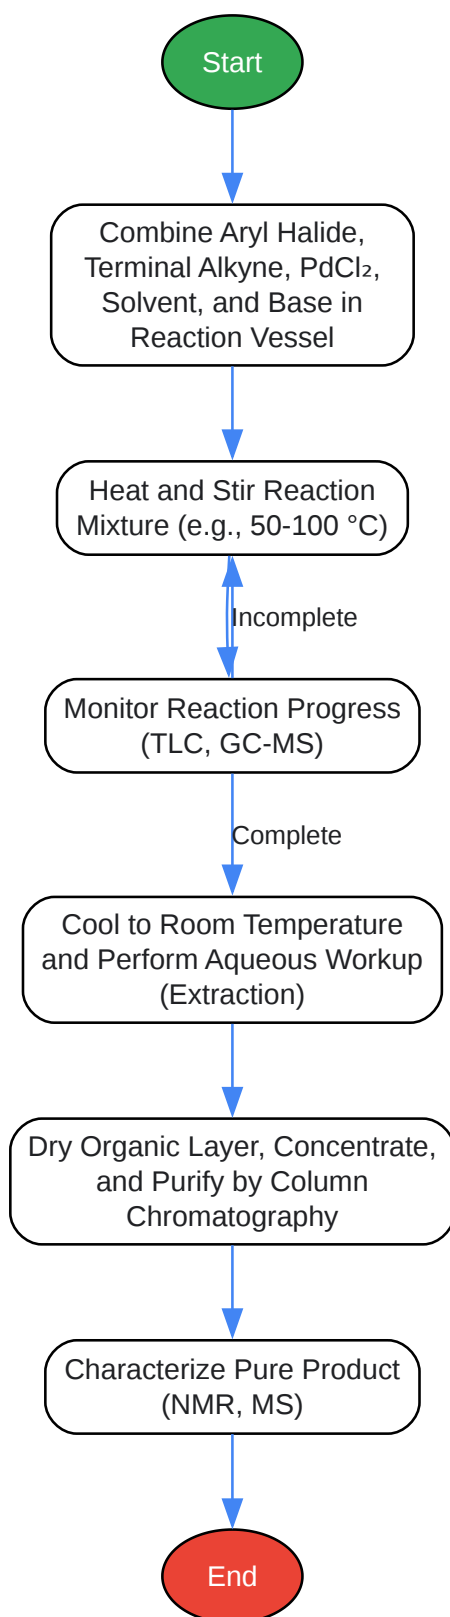 Start
Combine Aryl Halide,
Terminal Alkyne, PdCl₂,
Solvent, and Base in
Reaction Vessel
Heat and Stir Reaction
Mixture (e.g., 50-100 °C)
Incomplete
Monitor Reaction Progress
(TLC, GC-MS)
Complete
Cool to Room Temperature
and Perform Aqueous Workup
(Extraction)
Dry Organic Layer, Concentrate,
and Purify by Column
Chromatography
Characterize Pure Product
(NMR, MS)
End